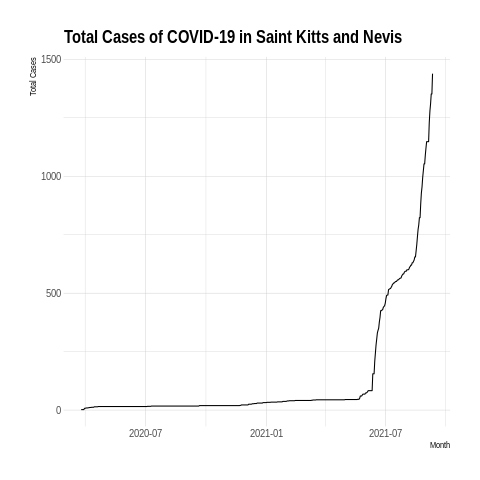 Total Cases of COVID-19 in Saint Kitts and Nevis
Total Cases
1500
1000
500
0
2020-07
2021-01
2021-07
Month